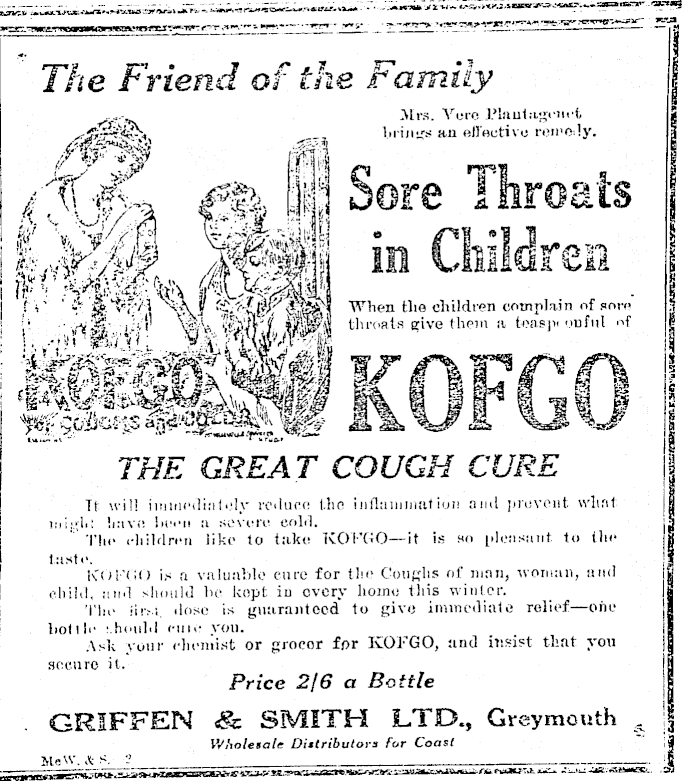 The Friend of the Family
Mrs. Vere Plantagenet
brings an effective remedy.
Sore Throats
in Children
When the children complain of sore
throats give them a teaspoonful of
KOFGO
KOFGO
for COUGHS and COLDS
THE GREAT COUGH CURE
It will immediately reduce the inflammation and prevent what
might have been a severe cold.
The children like to take KOFGO—it is so pleasant to the
taste.
KOFGO is a valuable cure for the Coughs of man, woman, and
child, and should be kept in every home this winter.
The first dose is guaranteed to give immediate relief—one
bottle should cure you.
Ask your chemist or grocer for KOFGO, and insist that you
secure it.
Price 2/6 a Bottle
GRIFFEN & SMITH LTD., Greymouth
Wholesale Distributors for Coast
McW. & S. 2